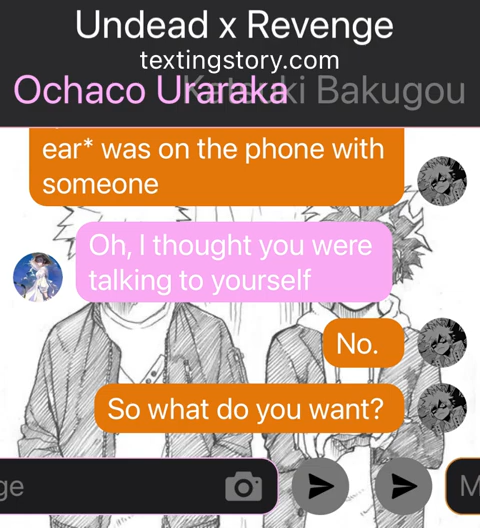 Undead x Revenge
textingstory.com
Ochaco Uraraka Katsuki Bakugou
ear* was on the phone with
someone
Oh, I thought you were
talking to yourself
No.
So what do you want?
ge
M